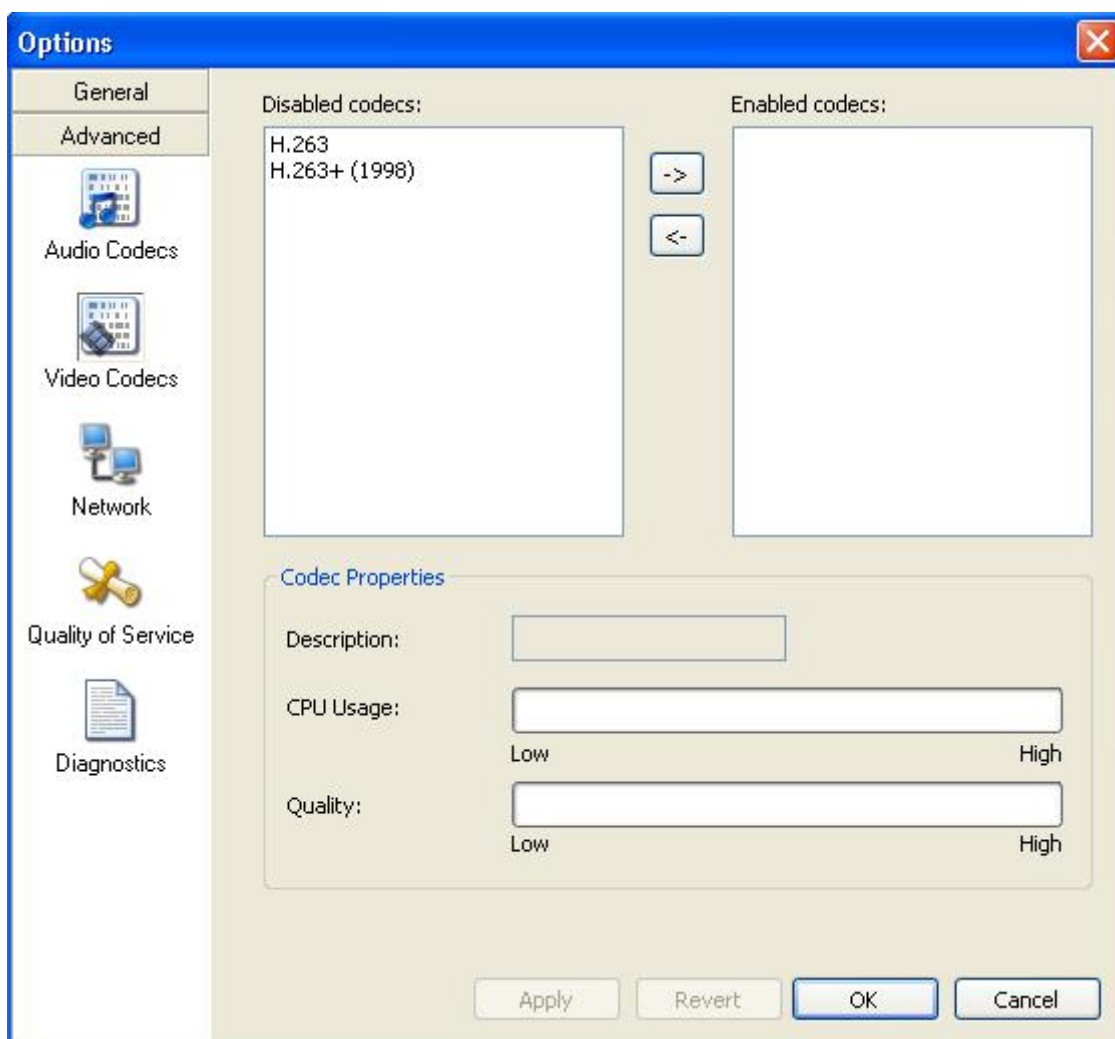 Options
General
Advanced
Audio Codecs
Video Codecs
Network
Quality of Service
Diagnostics
Disabled codecs:
H.263
H.263+ (1998)
->
<-
Enabled codecs:
Codec Properties
Description:
CPU Usage:
Low High
Quality:
Low High
Apply Revert OK Cancel